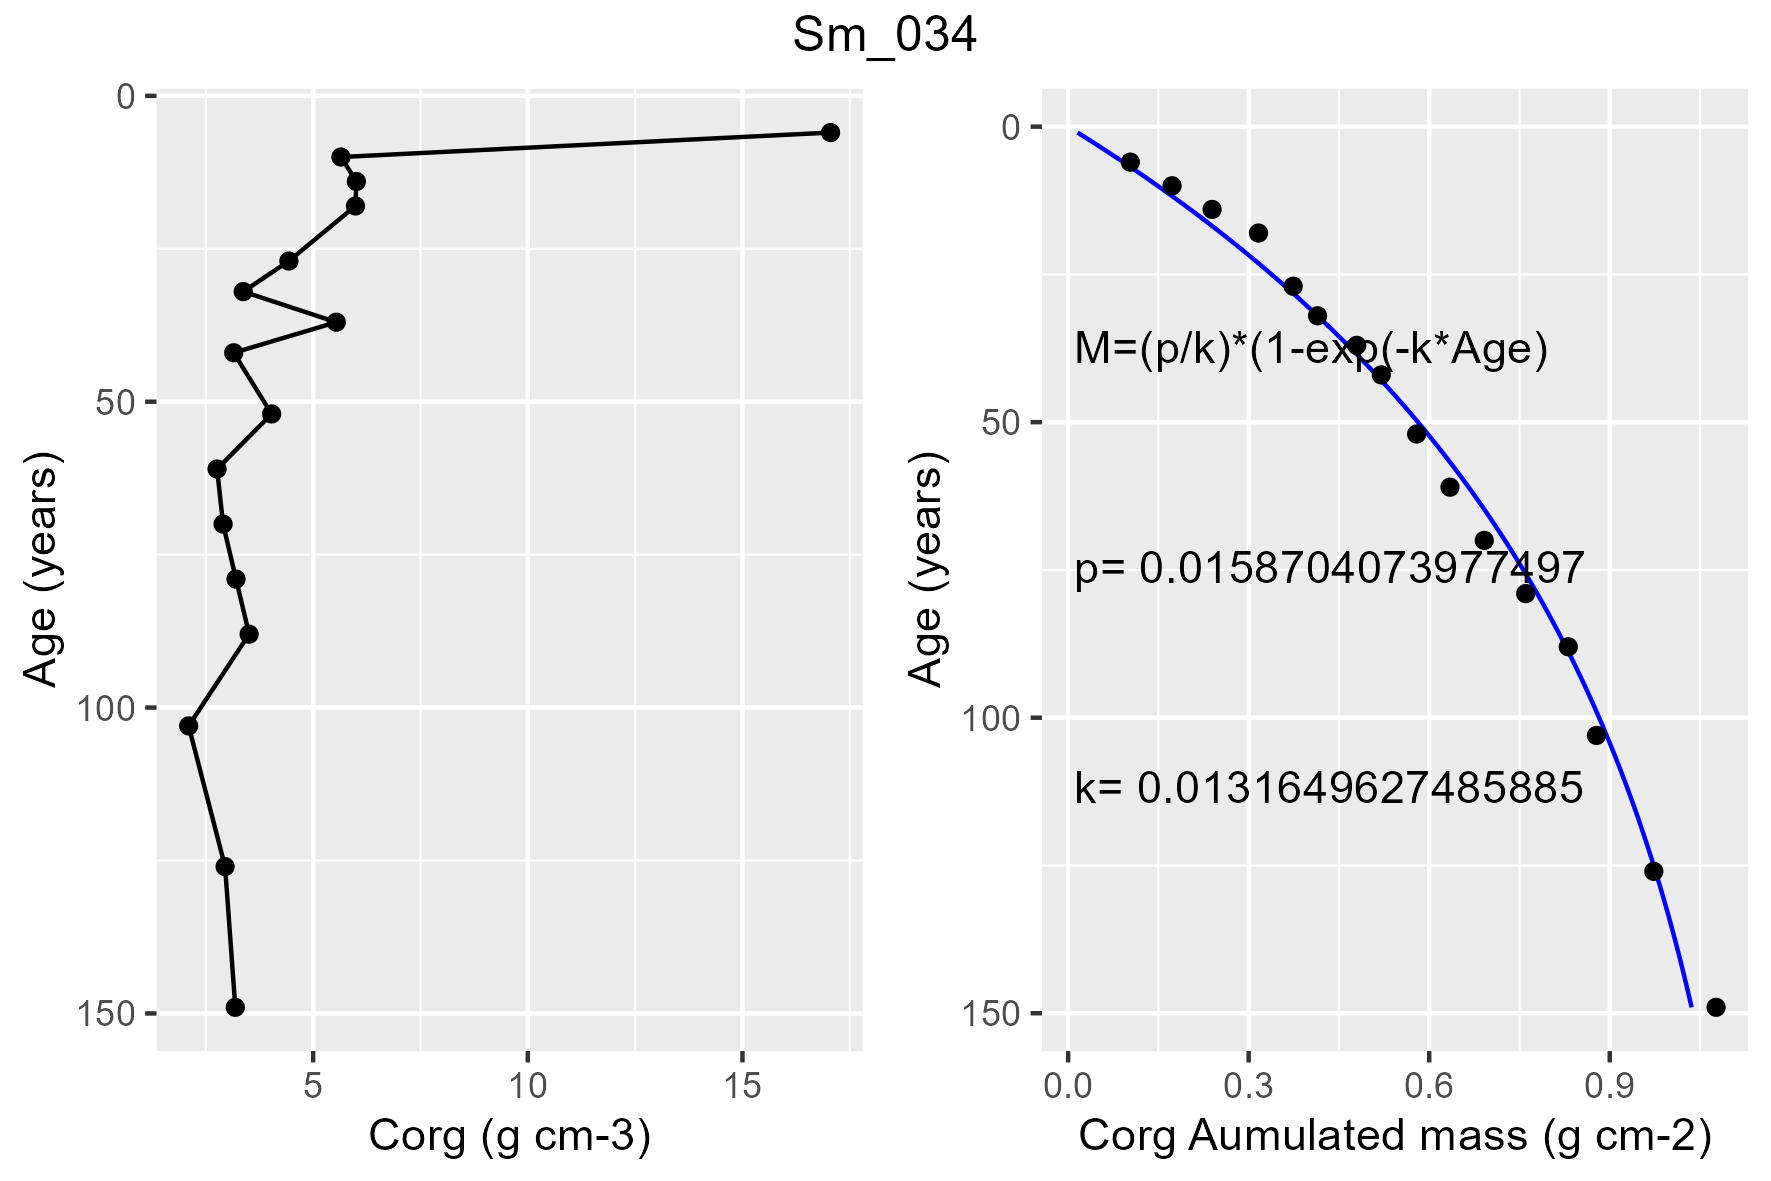 Sm_034
0
50
100
150
Age (years)
5
10
15
Corg (g cm-3)
0
50
100
150
Age (years)
M=(p/k)*(1-exp(-k*Age)
p= 0.0158704073977497
k= 0.0131649627485885
0.0
0.3
0.6
0.9
Corg Aumulated mass (g cm-2)